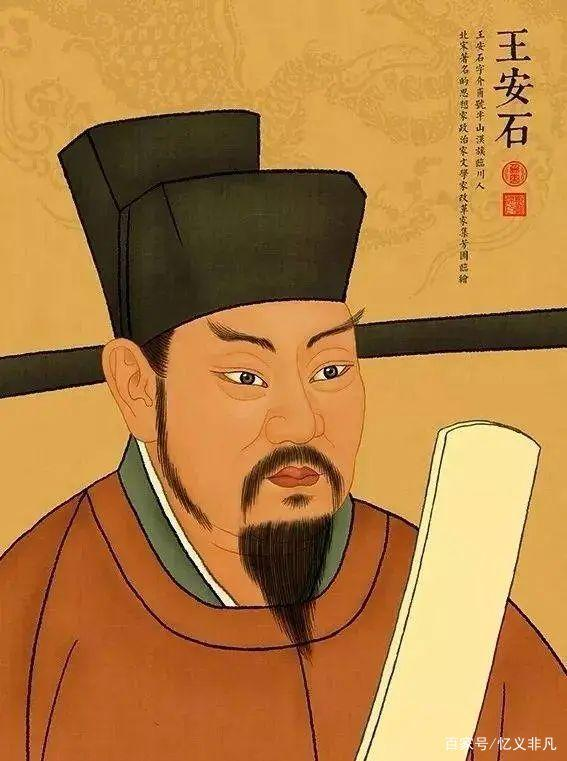 王安石
王安石字介甫號半山漢族臨川人
北宋著名的思想家政治家文學家改革家集芳園臨繪
百家号/忆义非凡